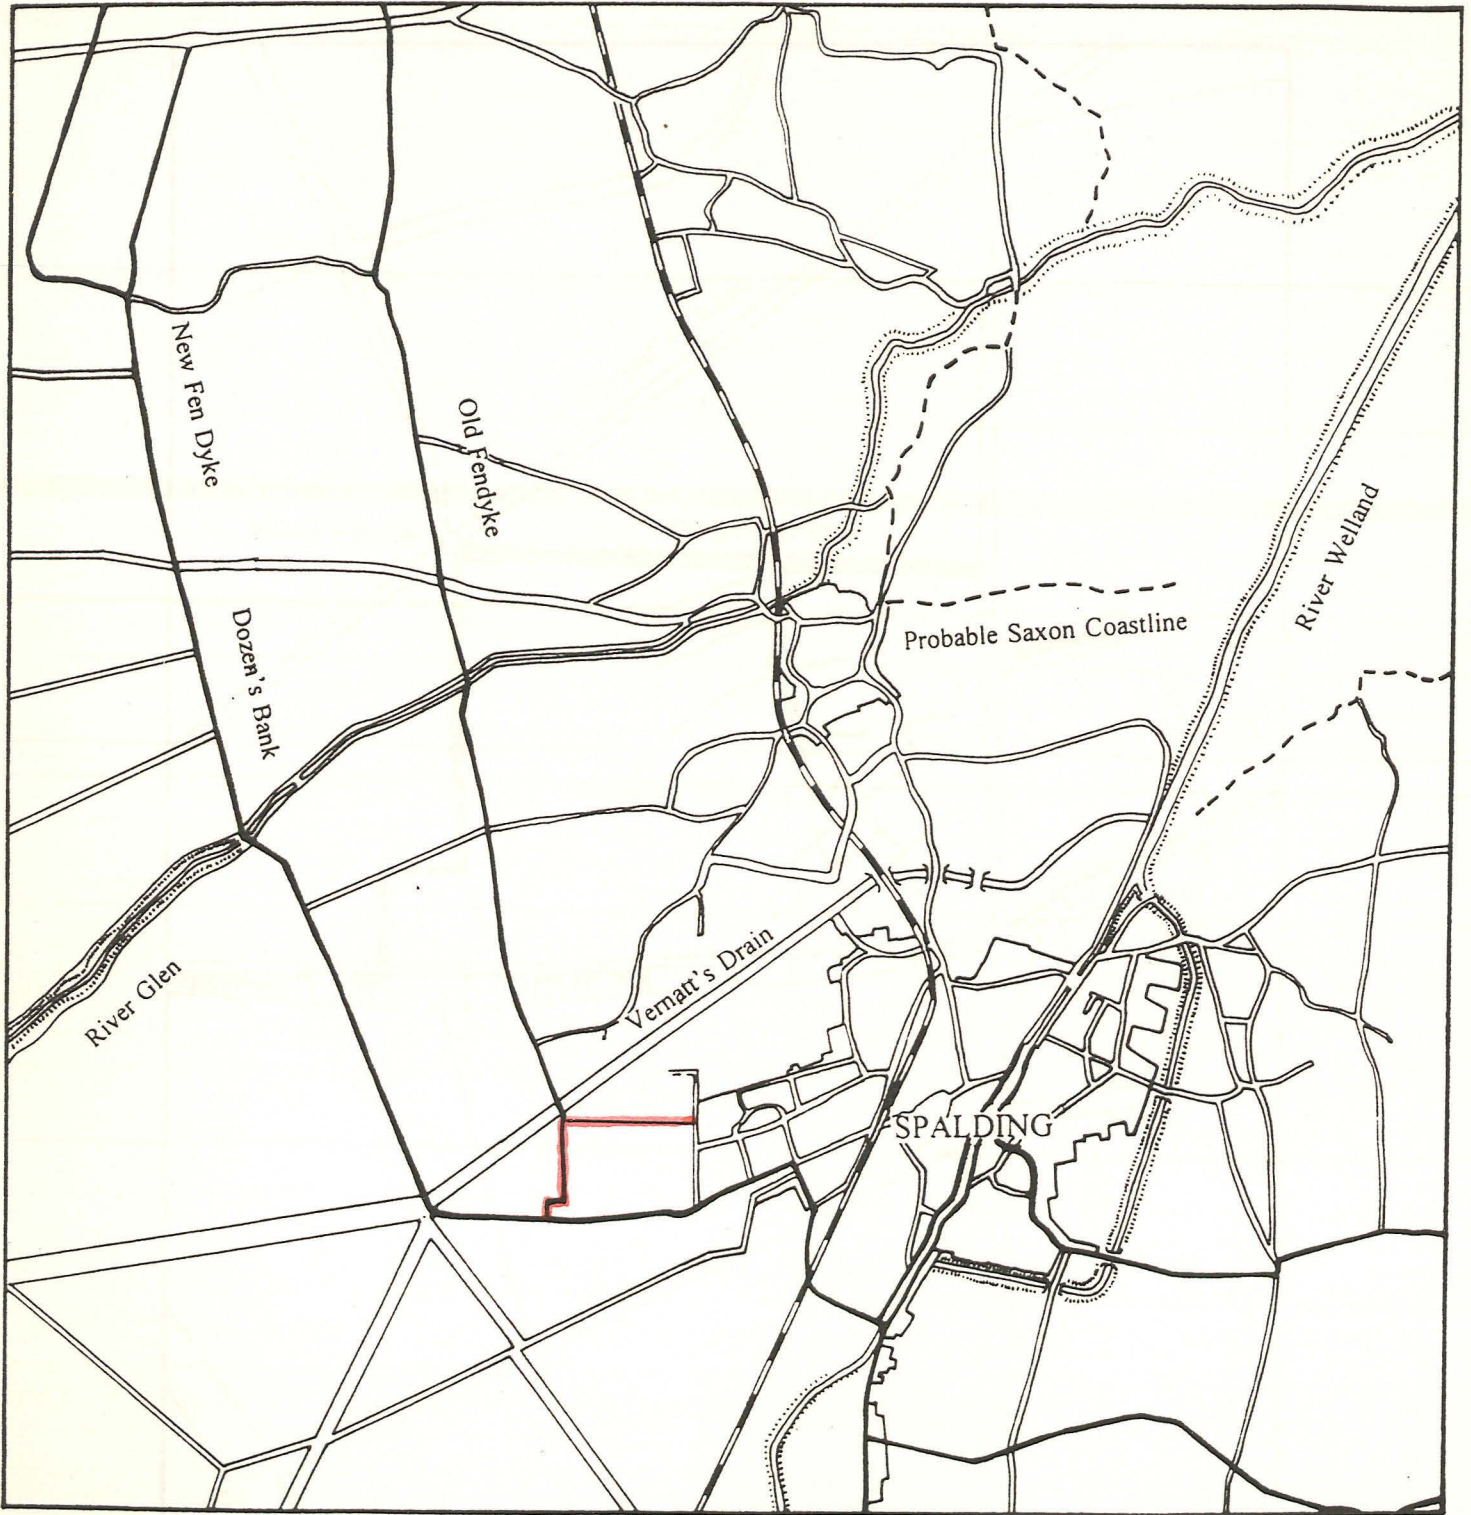 New Fen Dyke
Old Fendyke
River Welland
Dozen's Bank
Probable Saxon Coastline
River Glen
Vernatt's Drain
SPALDING